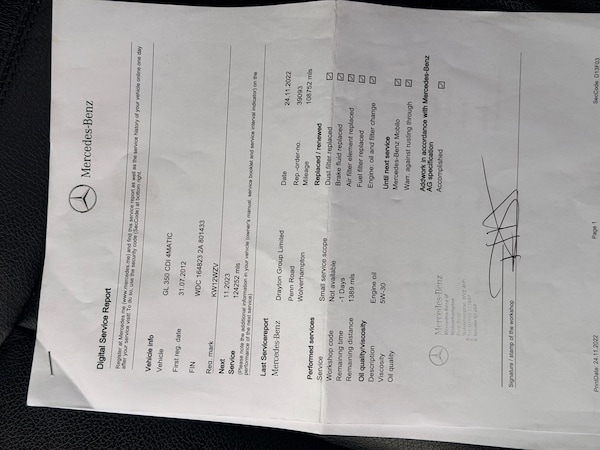 Mercedes-Benz
Digital Service Report
Register at Mercedes me (www.mercedes.me) and find this service report as well as the service history of your vehicle online one day
after your service visit! To do so, use the security code (SecCode) at bottom right.
Vehicle info
Vehicle GL 350 CDI 4MATIC
First reg. date 31.07.2012
FIN WDC 164823 2A 801433
Reg. mark KW12WZV
Next 11.2023
Service 124252 mls
(Please note the additional information in your vehicle (owner's manual, service booklet and service interval indicator) on the
performance of the next service)
Last Servicereport
Mercedes-Benz
Drayton Group Limited
Penn Road
Wolverhampton
Date 24.11.2022
Rep.-order-no. 39093
Mileage 108752 mls
Performed services
Service Small service scope
Workshop code Not available
Remaining time -1 Days
Remaining distance 1389 mls
Oil quality/viscosity
Description Engine oil
Viscosity 5W-30
Oil quality
Replaced / renewed
Dust filter replaced ☑
Brake fluid replaced ☑
Air filter element replaced ☑
Fuel filter replaced ☑
Engine: oil and filter change ☑
Until next service
Mercedes-Benz Mobilo ☑
Warr. against rusting through ☑
Addwork in accordance with Mercedes-Benz
AG specification
Accomplished ☑
Mercedes-Benz
Signature / stamp of the workshop
PrintDate: 24.11.2022
Page 1